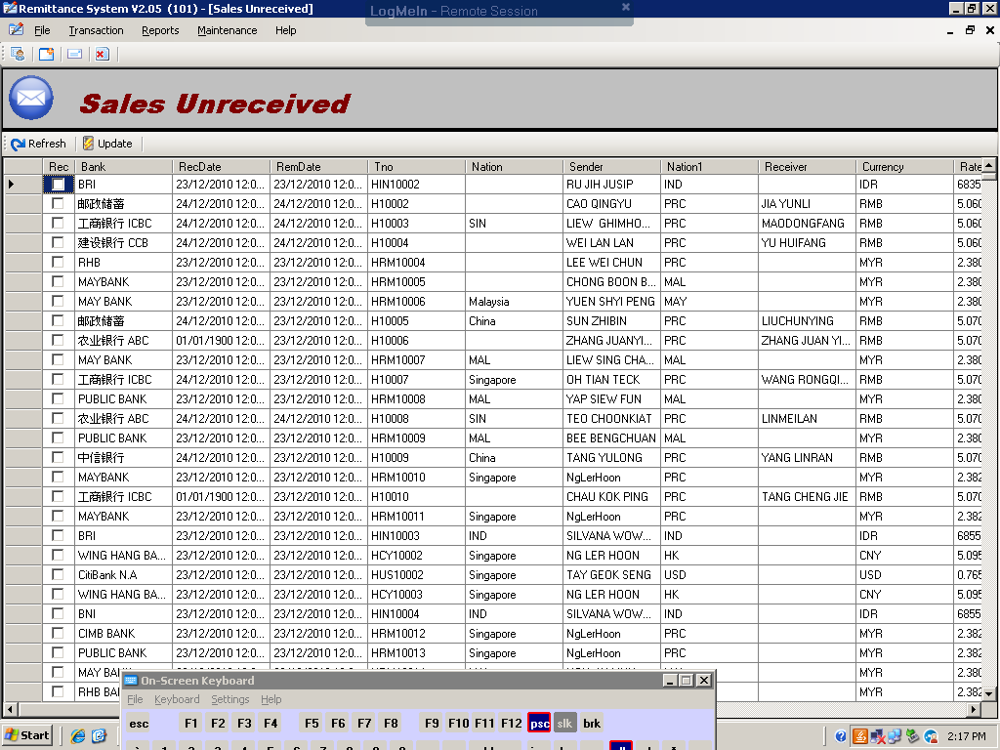 Remittance System V2.05 (101) - [Sales Unreceived]
LogMeIn - Remote Session
File Transaction Reports Maintenance Help
Sales Unreceived
Refresh Update
Rec Bank RecDate RemDate Tno Nation Sender Nation1 Receiver Currency Rate
BRI 23/12/2010 12:0... 23/12/2010 12:0... HIN10002 RU JIH JUSIP IND IDR 6835
邮政储蓄 24/12/2010 12:0... 24/12/2010 12:0... H10002 CAO QINGYU PRC JIA YUNLI RMB 5.060
工商银行 ICBC 24/12/2010 12:0... 24/12/2010 12:0... H10003 SIN LIEW GHIMHO... PRC MAODONGFANG RMB 5.060
建设银行 CCB 24/12/2010 12:0... 24/12/2010 12:0... H10004 WEI LAN LAN PRC YU HUIFANG RMB 5.060
RHB 23/12/2010 12:0... 23/12/2010 12:0... HRM10004 LEE WEI CHUN PRC MYR 2.380
MAYBANK 23/12/2010 12:0... 23/12/2010 12:0... HRM10005 CHONG BOON B... MAL MYR 2.380
MAY BANK 23/12/2010 12:0... 23/12/2010 12:0... HRM10006 Malaysia YUEN SHYI PENG MAY MYR 2.380
邮政储蓄 24/12/2010 12:0... 23/12/2010 12:0... H10005 China SUN ZHIBIN PRC LIUCHUNYING RMB 5.070
农业银行 ABC 01/01/1900 12:0... 23/12/2010 12:0... H10006 ZHANG JUANYI... PRC ZHANG JUAN YI... RMB 5.070
MAY BANK 23/12/2010 12:0... 23/12/2010 12:0... HRM10007 MAL LIEW SING CHA... MAL MYR 2.380
工商银行 ICBC 24/12/2010 12:0... 23/12/2010 12:0... H10007 Singapore OH TIAN TECK PRC WANG RONGQI... RMB 5.070
PUBLIC BANK 23/12/2010 12:0... 23/12/2010 12:0... HRM10008 MAL YAP SIEW FUN MAL MYR 2.380
农业银行 ABC 24/12/2010 12:0... 23/12/2010 12:0... H10008 SIN TEO CHOONKIAT PRC LINMEILAN RMB 5.070
PUBLIC BANK 23/12/2010 12:0... 23/12/2010 12:0... HRM10009 MAL BEE BENGCHUAN MAL MYR 2.380
中信银行 24/12/2010 12:0... 23/12/2010 12:0... H10009 China TANG YULONG PRC YANG LINRAN RMB 5.070
MAYBANK 23/12/2010 12:0... 23/12/2010 12:0... HRM10010 Singapore NgLerHoon PRC MYR 2.382
工商银行 ICBC 01/01/1900 12:0... 23/12/2010 12:0... H10010 CHAU KOK PING PRC TANG CHENG JIE RMB 5.070
MAYBANK 23/12/2010 12:0... 23/12/2010 12:0... HRM10011 Singapore NgLerHoon PRC MYR 2.382
BRI 23/12/2010 12:0... 23/12/2010 12:0... HIN10003 IND SILVANA WOW... IND IDR 6855
WING HANG BA... 23/12/2010 12:0... 23/12/2010 12:0... HCY10002 Singapore NG LER HOON HK CNY 5.095
CitiBank N.A 23/12/2010 12:0... 23/12/2010 12:0... HUS10002 Singapore TAY GEOK SENG USD USD 0.765
WING HANG BA... 23/12/2010 12:0... 23/12/2010 12:0... HCY10003 Singapore NG LER HOON HK CNY 5.095
BNI 23/12/2010 12:0... 23/12/2010 12:0... HIN10004 IND SILVANA WOW... IND IDR 6855
CIMB BANK 23/12/2010 12:0... 23/12/2010 12:0... HRM10012 Singapore NgLerHoon PRC MYR 2.382
PUBLIC BANK 23/12/2010 12:0... 23/12/2010 12:0... HRM10013 Singapore NgLerHoon PRC MYR 2.382
MAY BAN MYR 2.382
RHB BAN MYR 2.382
On-Screen Keyboard
File Keyboard Settings Help
esc F1 F2 F3 F4 F5 F6 F7 F8 F9 F10 F11 F12 psc slk brk
Start 2:17 PM